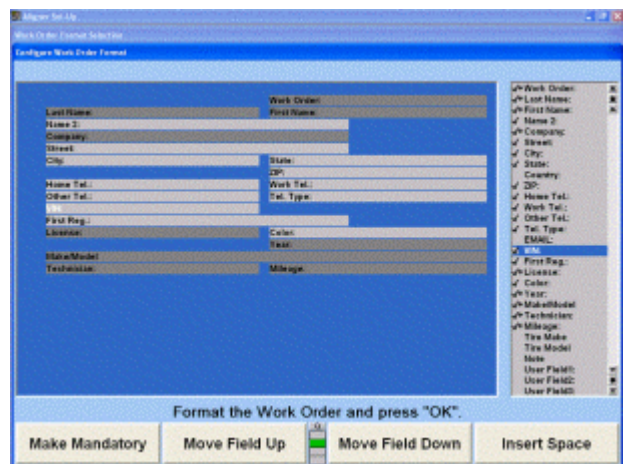 Aligner Set-Up
Work Order Format Selection
Configure Work Order Format
Work Order:
Last Name: First Name:
Name 2:
Company:
Street:
City: State:
ZIP:
Home Tel.: Work Tel.:
Other Tel.: Tel. Type:
VIN:
First Reg.:
License: Color:
Year:
Make/Model
Technician: Mileage:
Work Order:
Last Name:
First Name:
Name 2
Company:
Street:
City:
State:
Country:
ZIP:
Home Tel.:
Work Tel.:
Other Tel.:
Tel. Type:
EMAIL:
VIN:
First Reg.:
License:
Color
Year:
Make/Model
Technician:
Mileage:
Tire Make
Tire Model
Note
User Field1:
User Field2:
User Field3:
Format the Work Order and press "OK".
Make Mandatory
Move Field Up
Move Field Down
Insert Space